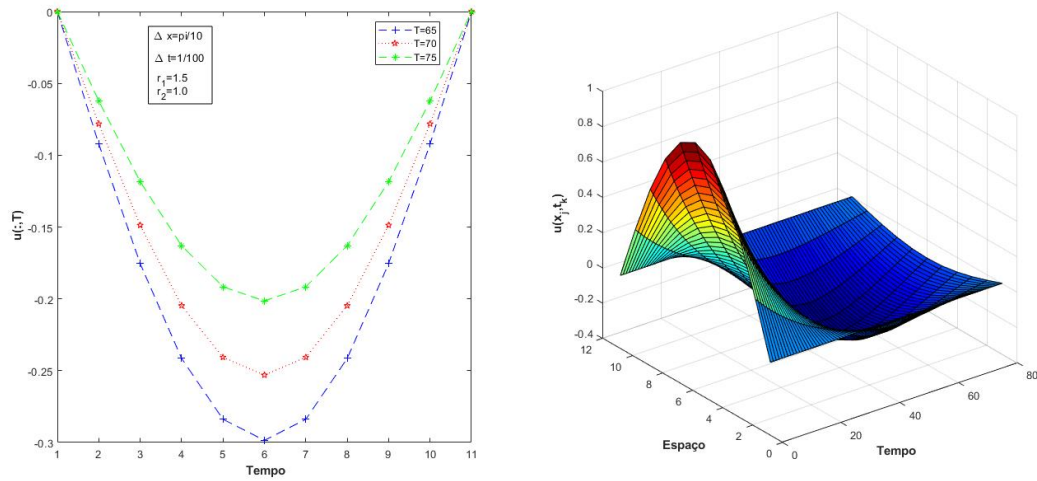 0
-0.05
-0.1
-0.15
-0.2
-0.25
-0.3
u(:,T)
Δ x=pi/10
Δ t=1/100
r1=1.5
r2=1.0
T=65
T=70
T=75
1 2 3 4 5 6 7 8 9 10 11
Tempo
1
0.8
0.6
0.4
0.2
0
-0.2
-0.4
u(xj,tk)
12
10
8
6
4
2
0
Espaço
0
20
40
60
80
Tempo